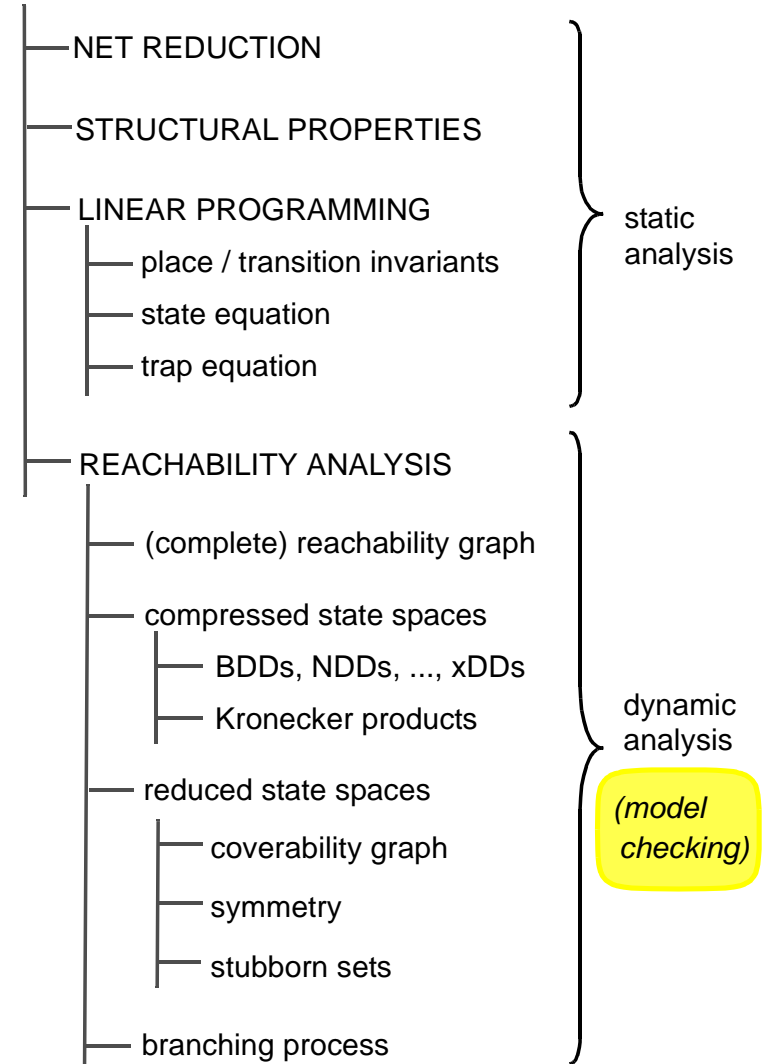 NET REDUCTION
STRUCTURAL PROPERTIES
LINEAR PROGRAMMING
place / transition invariants
state equation
trap equation
static
analysis
REACHABILITY ANALYSIS
(complete) reachability graph
compressed state spaces
BDDs, NDDs, ..., xDDs
Kronecker products
reduced state spaces
coverability graph
symmetry
stubborn sets
branching process
dynamic
analysis
(model
checking)